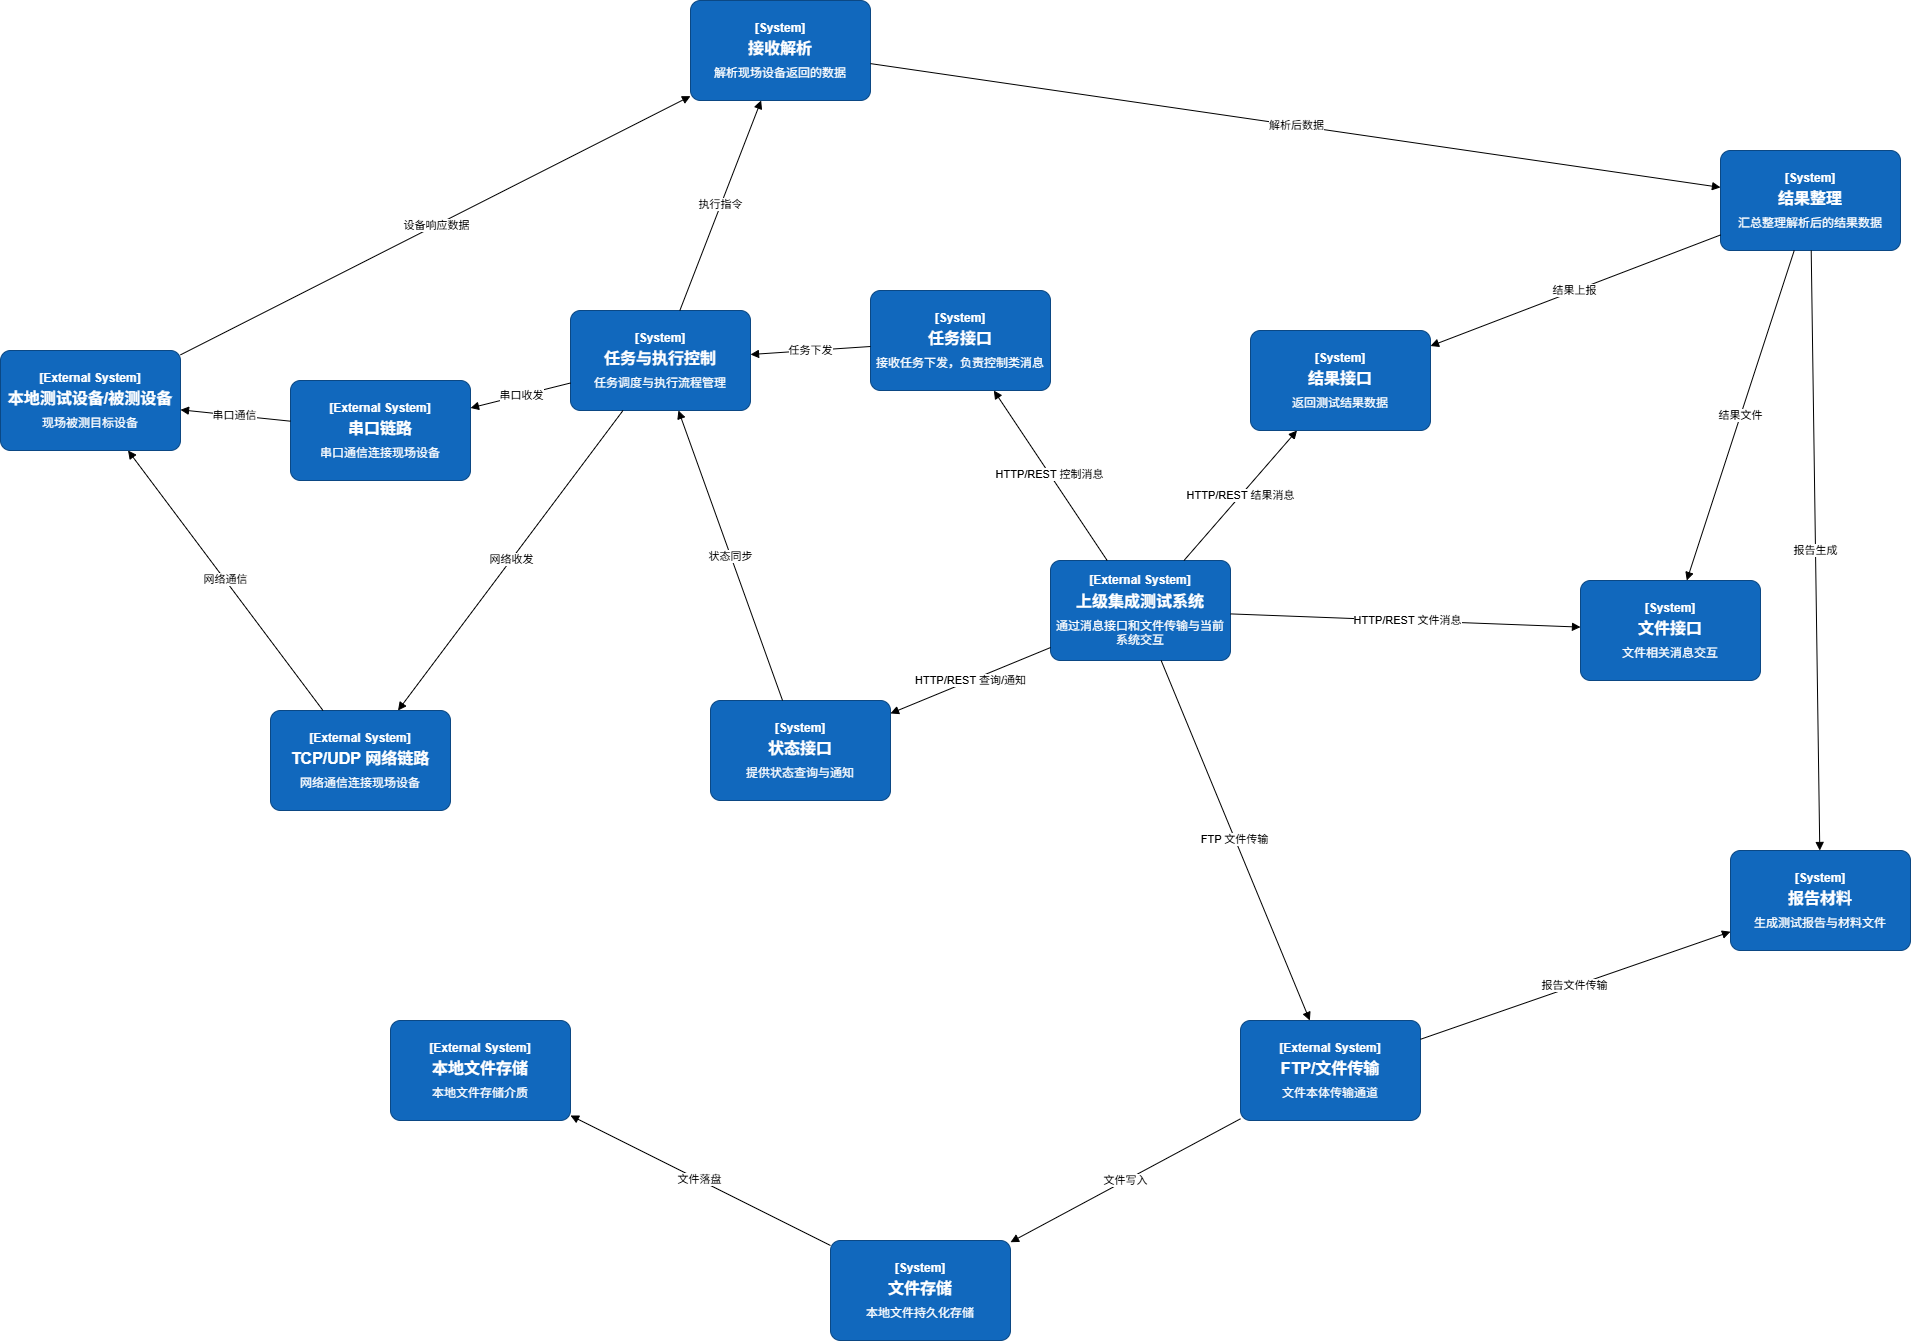 [System]
接收解析
解析现场设备返回的数据
解析后数据
[System]
结果整理
汇总整理解析后的结果数据
执行指令
设备响应数据
结果上报
[System]
任务接口
接收任务下发，负责控制类消息
[System]
任务与执行控制
任务调度与执行流程管理
任务下发
[System]
结果接口
返回测试结果数据
[External System]
本地测试设备/被测设备
现场被测目标设备
串口通信
[External System]
串口链路
串口通信连接现场设备
串口收发
结果文件
HTTP/REST 控制消息
HTTP/REST 结果消息
网络通信
网络收发
状态同步
报告生成
[External System]
上级集成测试系统
通过消息接口和文件传输与当前
系统交互
HTTP/REST 文件消息
[System]
文件接口
文件相关消息交互
HTTP/REST 查询/通知
[External System]
TCP/UDP 网络链路
网络通信连接现场设备
[System]
状态接口
提供状态查询与通知
FTP 文件传输
[System]
报告材料
生成测试报告与材料文件
报告文件传输
[External System]
本地文件存储
本地文件存储介质
[External System]
FTP/文件传输
文件本体传输通道
文件落盘
文件写入
[System]
文件存储
本地文件持久化存储